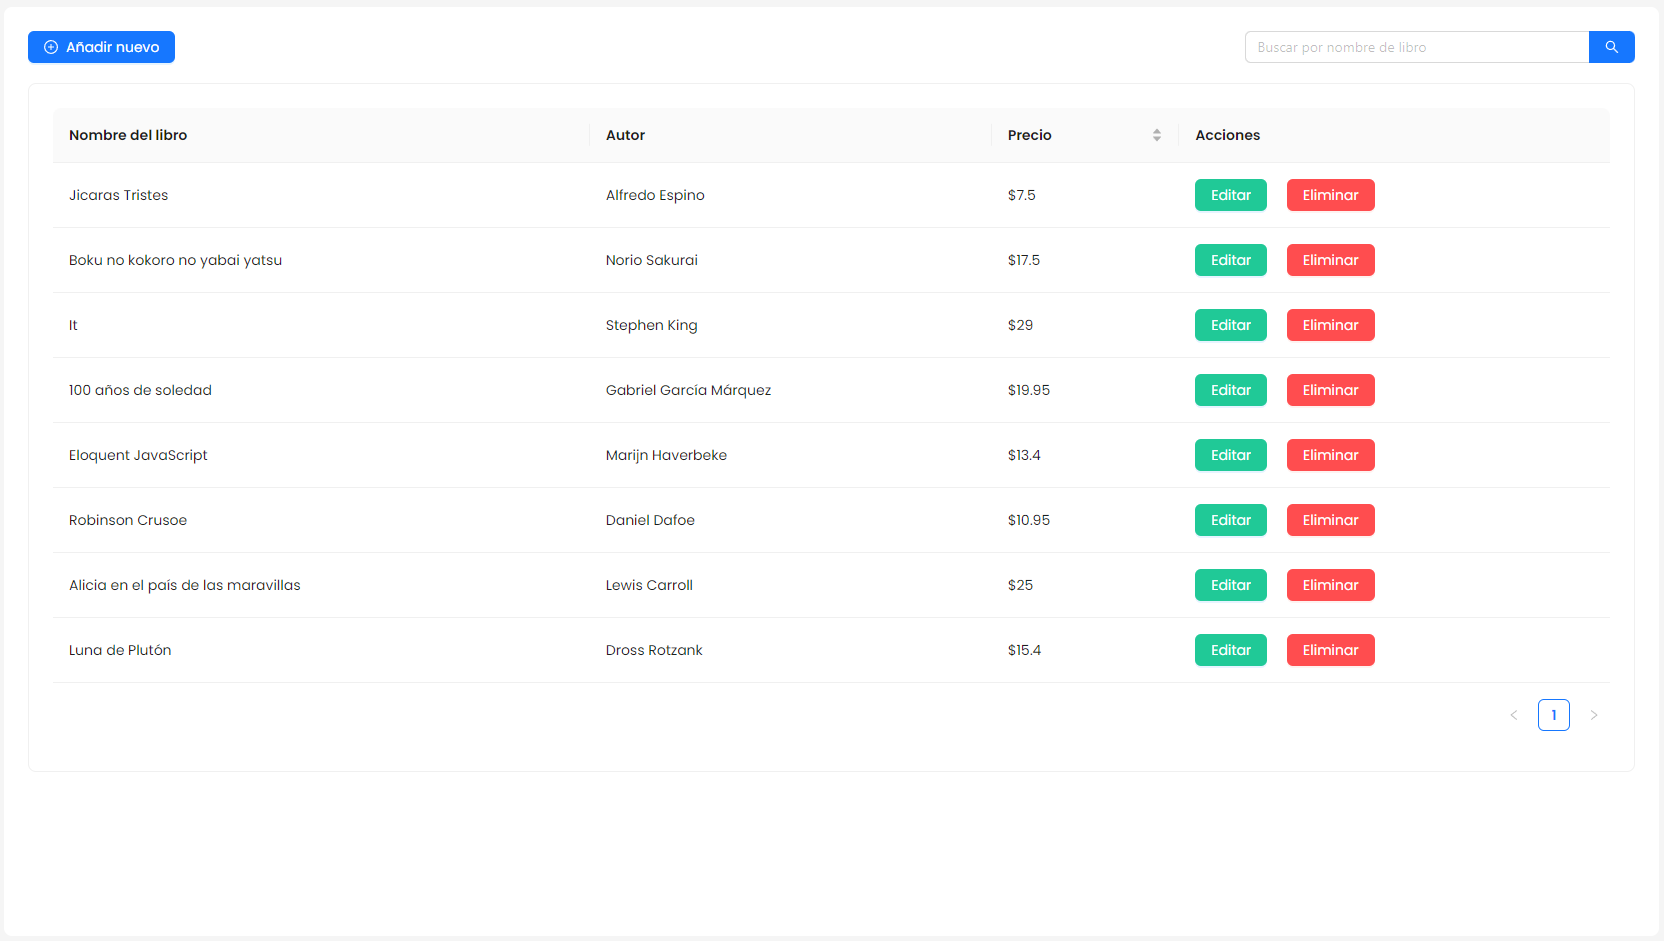 Añadir nuevo
Buscar por nombre de libro
Nombre del libro Autor Precio Acciones
Jicaras Tristes Alfredo Espino $7.5 Editar Eliminar
Boku no kokoro no yabai yatsu Norio Sakurai $17.5 Editar Eliminar
It Stephen King $29 Editar Eliminar
100 años de soledad Gabriel García Márquez $19.95 Editar Eliminar
Eloquent JavaScript Marijn Haverbeke $13.4 Editar Eliminar
Robinson Crusoe Daniel Dafoe $10.95 Editar Eliminar
Alicia en el país de las maravillas Lewis Carroll $25 Editar Eliminar
Luna de Plutón Dross Rotzank $15.4 Editar Eliminar
1